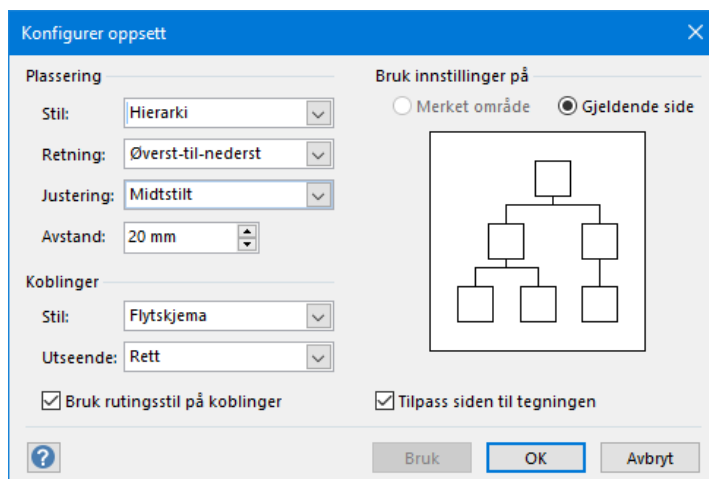 Konfigurer oppsett
Plassering
Stil: Hierarki
Retning: Øverst-til-nederst
Justering: Midtstilt
Avstand: 20 mm
Koblinger
Stil: Flytskjema
Utseende: Rett
Bruk rutingsstil på koblinger
Bruk innstillinger på
Merket område Gjeldende side
Tilpass siden til tegningen
? Bruk OK Avbryt